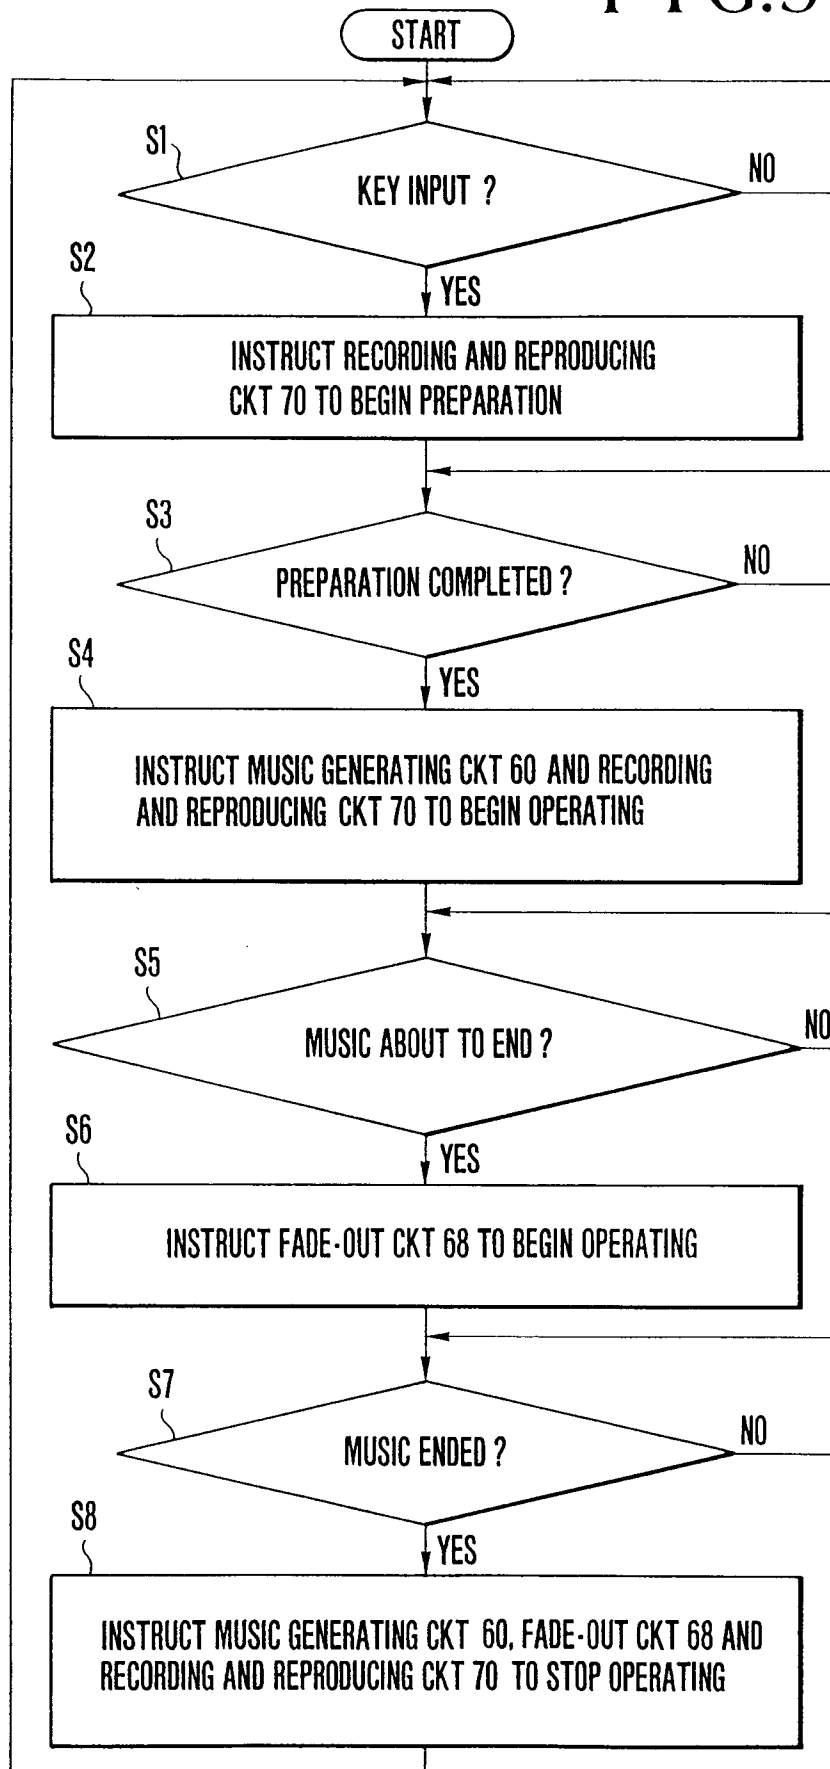 FIG.5
START
S1
KEY INPUT ?
NO
YES
S2
INSTRUCT RECORDING AND REPRODUCING
CKT 70 TO BEGIN PREPARATION
S3
PREPARATION COMPLETED ?
NO
YES
S4
INSTRUCT MUSIC GENERATING CKT 60 AND RECORDING
AND REPRODUCING CKT 70 TO BEGIN OPERATING
S5
MUSIC ABOUT TO END ?
NO
YES
S6
INSTRUCT FADE-OUT CKT 68 TO BEGIN OPERATING
S7
MUSIC ENDED ?
NO
YES
S8
INSTRUCT MUSIC GENERATING CKT 60, FADE-OUT CKT 68 AND
RECORDING AND REPRODUCING CKT 70 TO STOP OPERATING